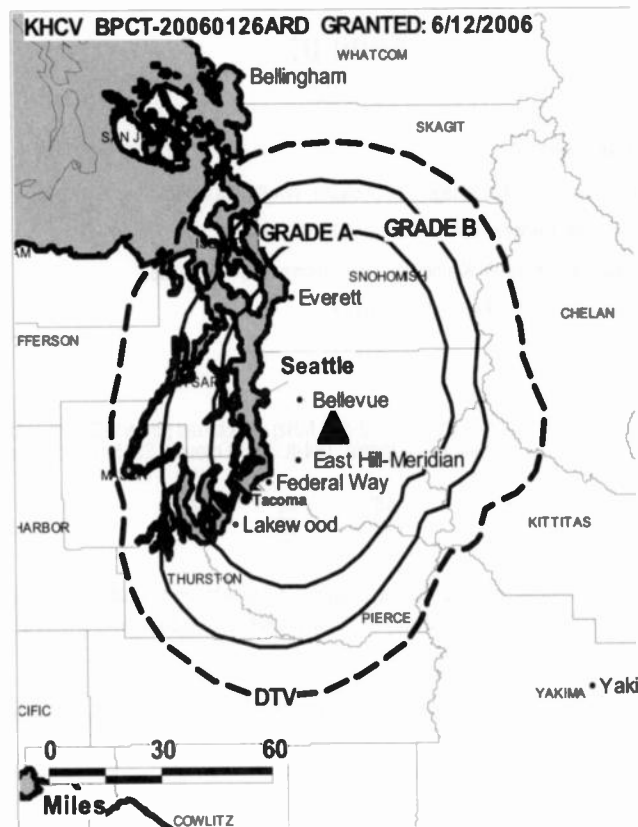 KHCV BPCT-20060126ARD GRANTED: 6/12/2006
WHATCOM
Bellingham
SKAGIT
SAN J
GRADE A
GRADE B
SNOHOMISH
Everett
CHELAN
FFERSON
Seattle
Bellevue
East Hill-Meridian
Federal Way
Tacoma
HARBOR
Lakewood
KITTITAS
THURSTON
PIERCE
DTV
YAKIMA
Yaki
CIFIC
0 30 60
Miles
COWLITZ